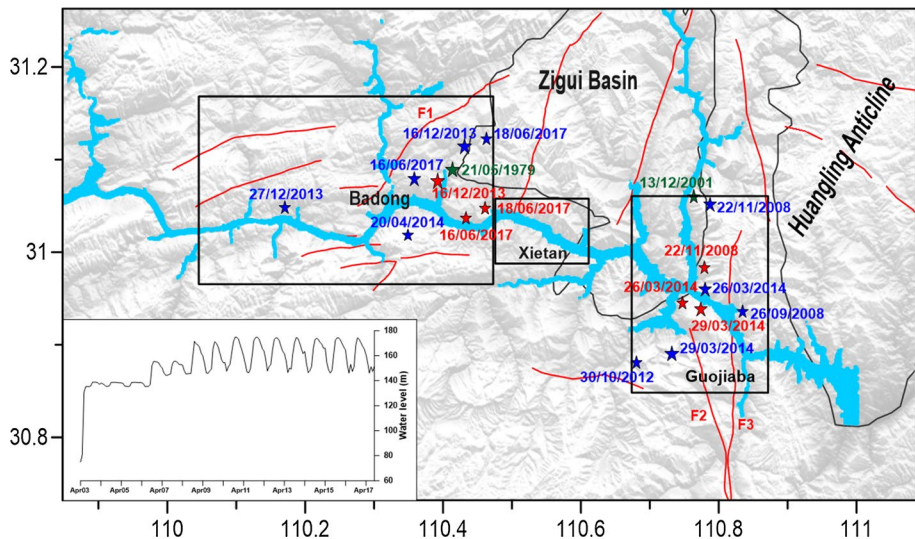 31.2
31
30.8
110
110.2
110.4
110.6
110.8
111
Zigui Basin
Huangling Anticline
F1
16/12/2013
18/06/2017
16/06/2017
21/05/1979
27/12/2013
Badong
16/12/2013
20/04/2014
18/06/2017
16/06/2017
Xietan
13/12/2001
22/11/2008
22/11/2008
26/03/2014
26/03/2014
26/09/2008
29/03/2014
29/03/2014
30/10/2012
Guojiaba
F2
F3
180
160
140
120
100
80
60
Water level (m)
Apr03
Apr05
Apr07
Apr09
Apr11
Apr13
Apr15
Apr17